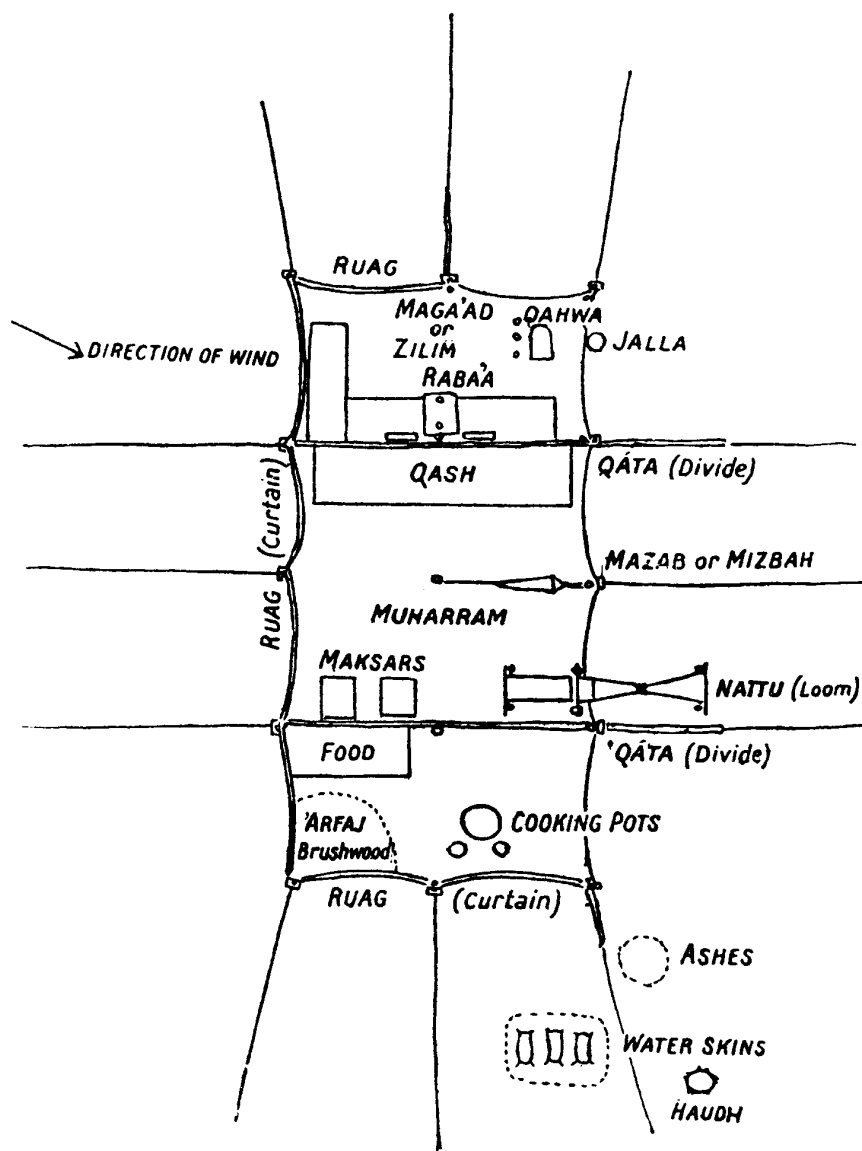 RUAG
MAGA'AD
or
ZILIM
QAHWA
JALLA
DIRECTION OF WIND
RABA'A
QASH
QÁTA (Divide)
(Curtain)
RUAG
MAZAB OR MIZBAH
MUHARRAM
MAKSARS
NATTU (Loom)
FOOD
'QÁTA (Divide)
'ARFAJ
Brushwood
COOKING POTS
RUAG (Curtain)
ASHES
WATER SKINS
HAUDH